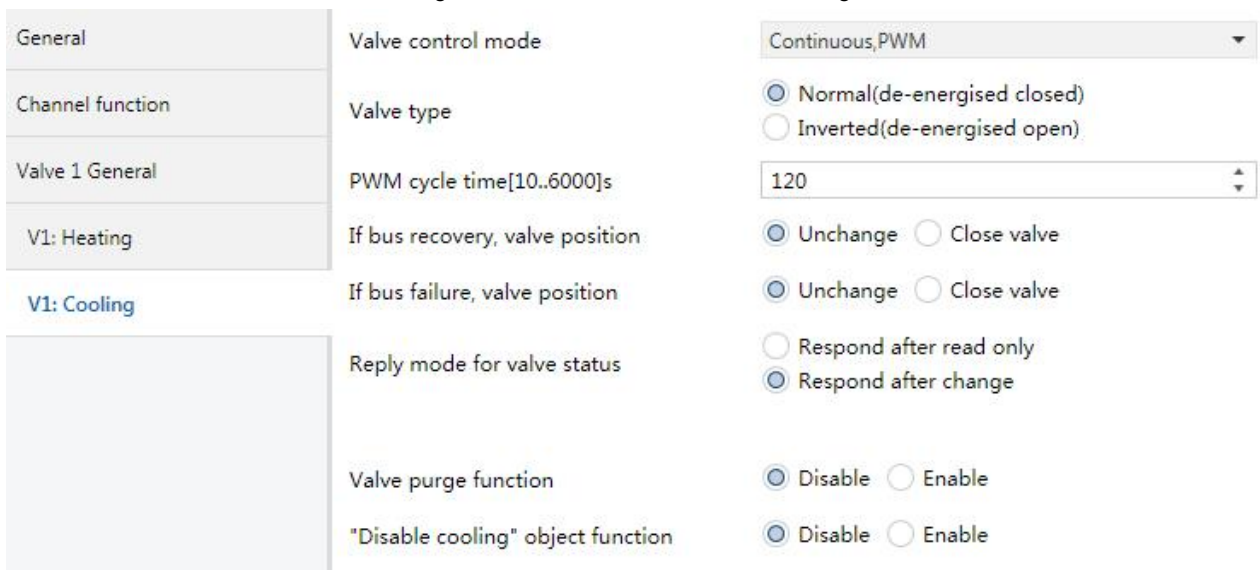 General
Channel function
Valve 1 General
V1: Heating
V1: Cooling
Valve control mode Continuous,PWM
Valve type Normal(de-energised closed)
Inverted(de-energised open)
PWM cycle time[10..6000]s 120
If bus recovery, valve position Unchange Close valve
If bus failure, valve position Unchange Close valve
Reply mode for valve status Respond after read only
Respond after change
Valve purge function Disable Enable
"Disable cooling" object function Disable Enable